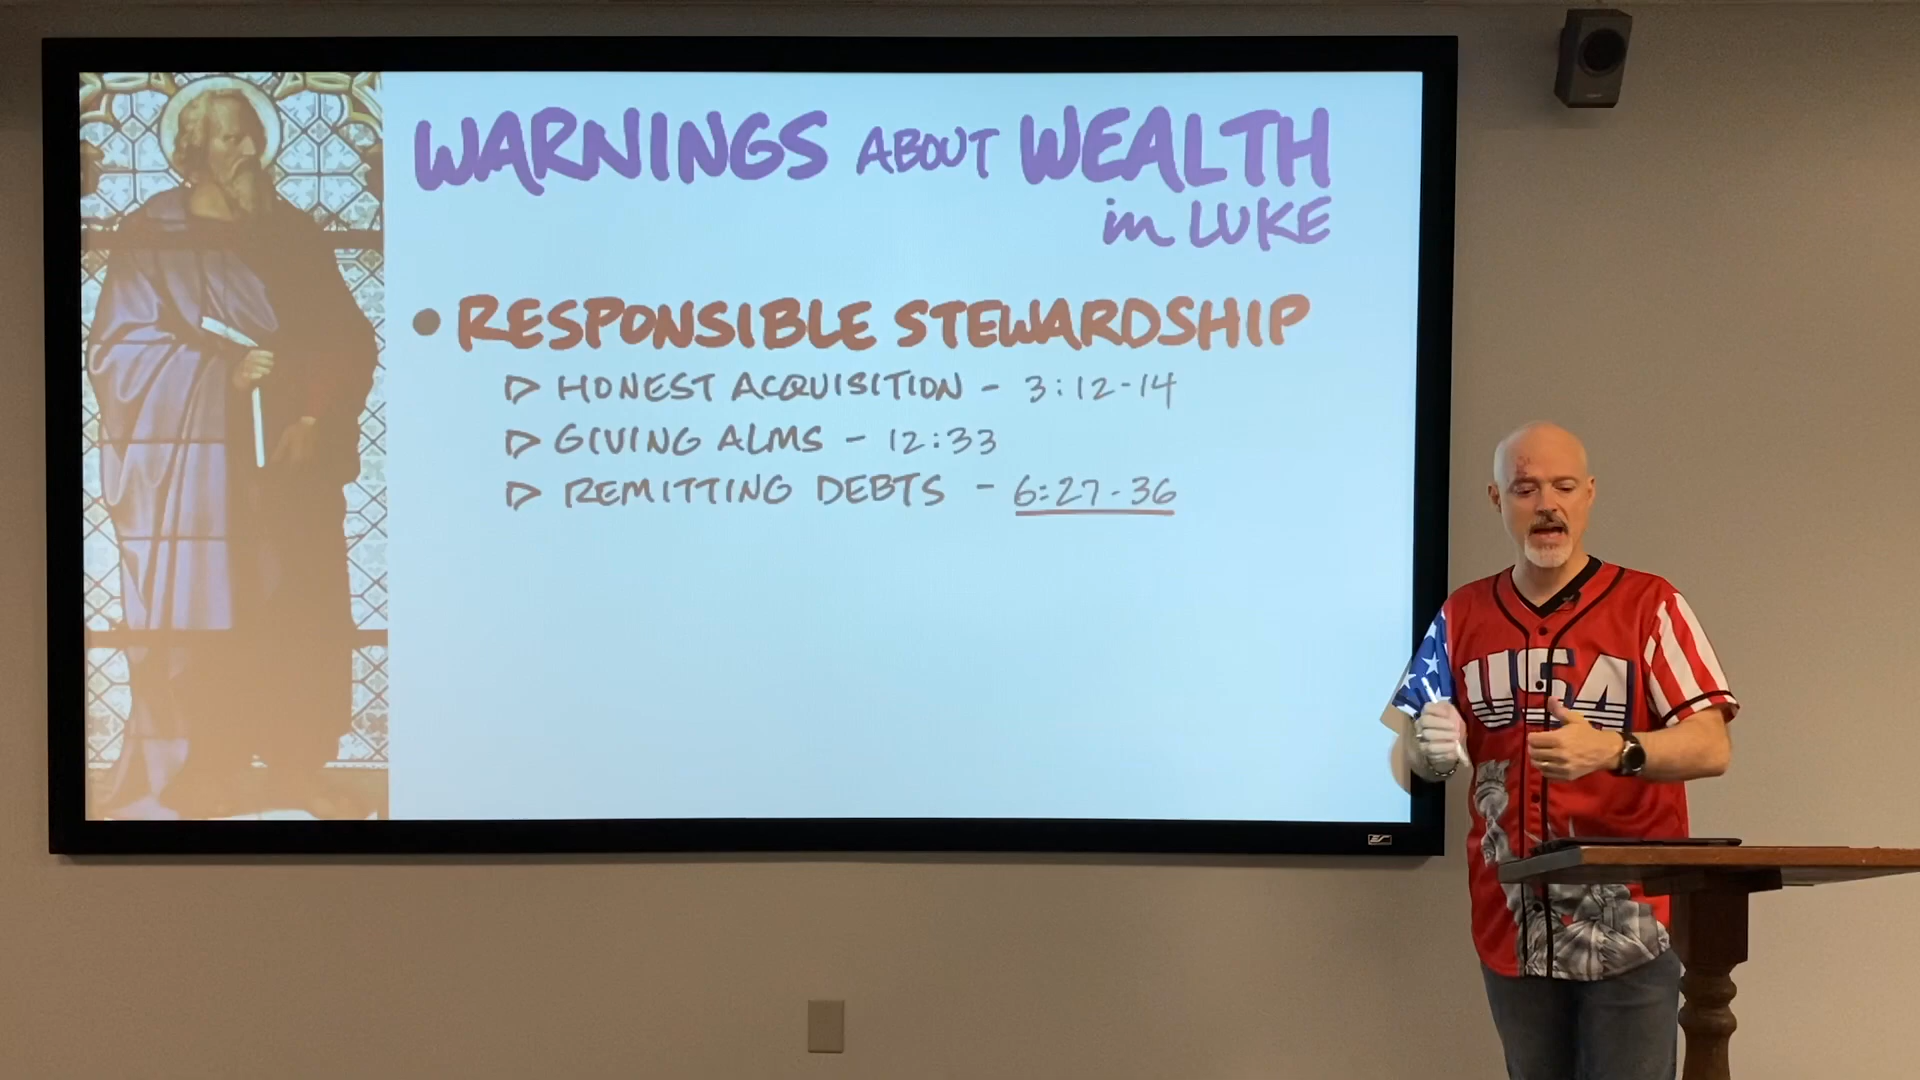 WARNINGS ABOUT WEALTH
in LUKE
• RESPONSIBLE STEWARDSHIP
▷ HONEST ACQUISITION - 3:12-14
▷ GIVING ALMS - 12:33
▷ REMITTING DEBTS - 6:27-36
USA